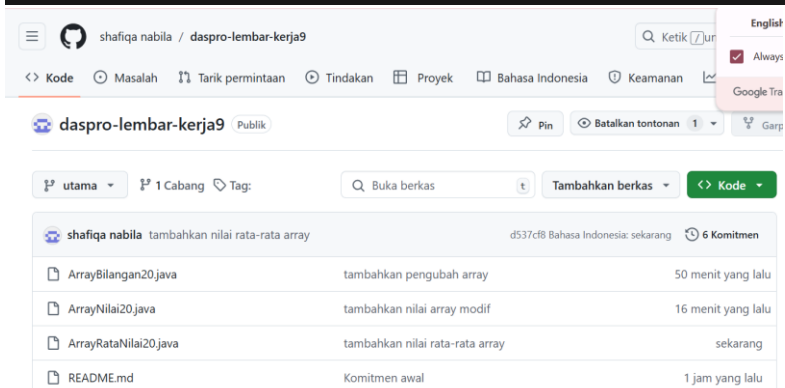 English
shafiqa nabila / daspro-lembar-kerja9
Ketik / ur
Always
Kode Masalah Tarik permintaan Tindakan Proyek Bahasa Indonesia Keamanan
Google Tra
daspro-lembar-kerja9 Publik
Pin Batalkan tontonan 1 Garp
utama 1 Cabang Tag: Buka berkas t Tambahkan berkas Kode
shafiqa nabila tambahkan nilai rata-rata array d537cf8 Bahasa Indonesia: sekarang 6 Komitmen
ArrayBilangan20.java tambahkan pengubah array 50 menit yang lalu
ArrayNilai20.java tambahkan nilai array modif 16 menit yang lalu
ArrayRataNilai20.java tambahkan nilai rata-rata array sekarang
README.md Komitmen awal 1 jam yang lalu